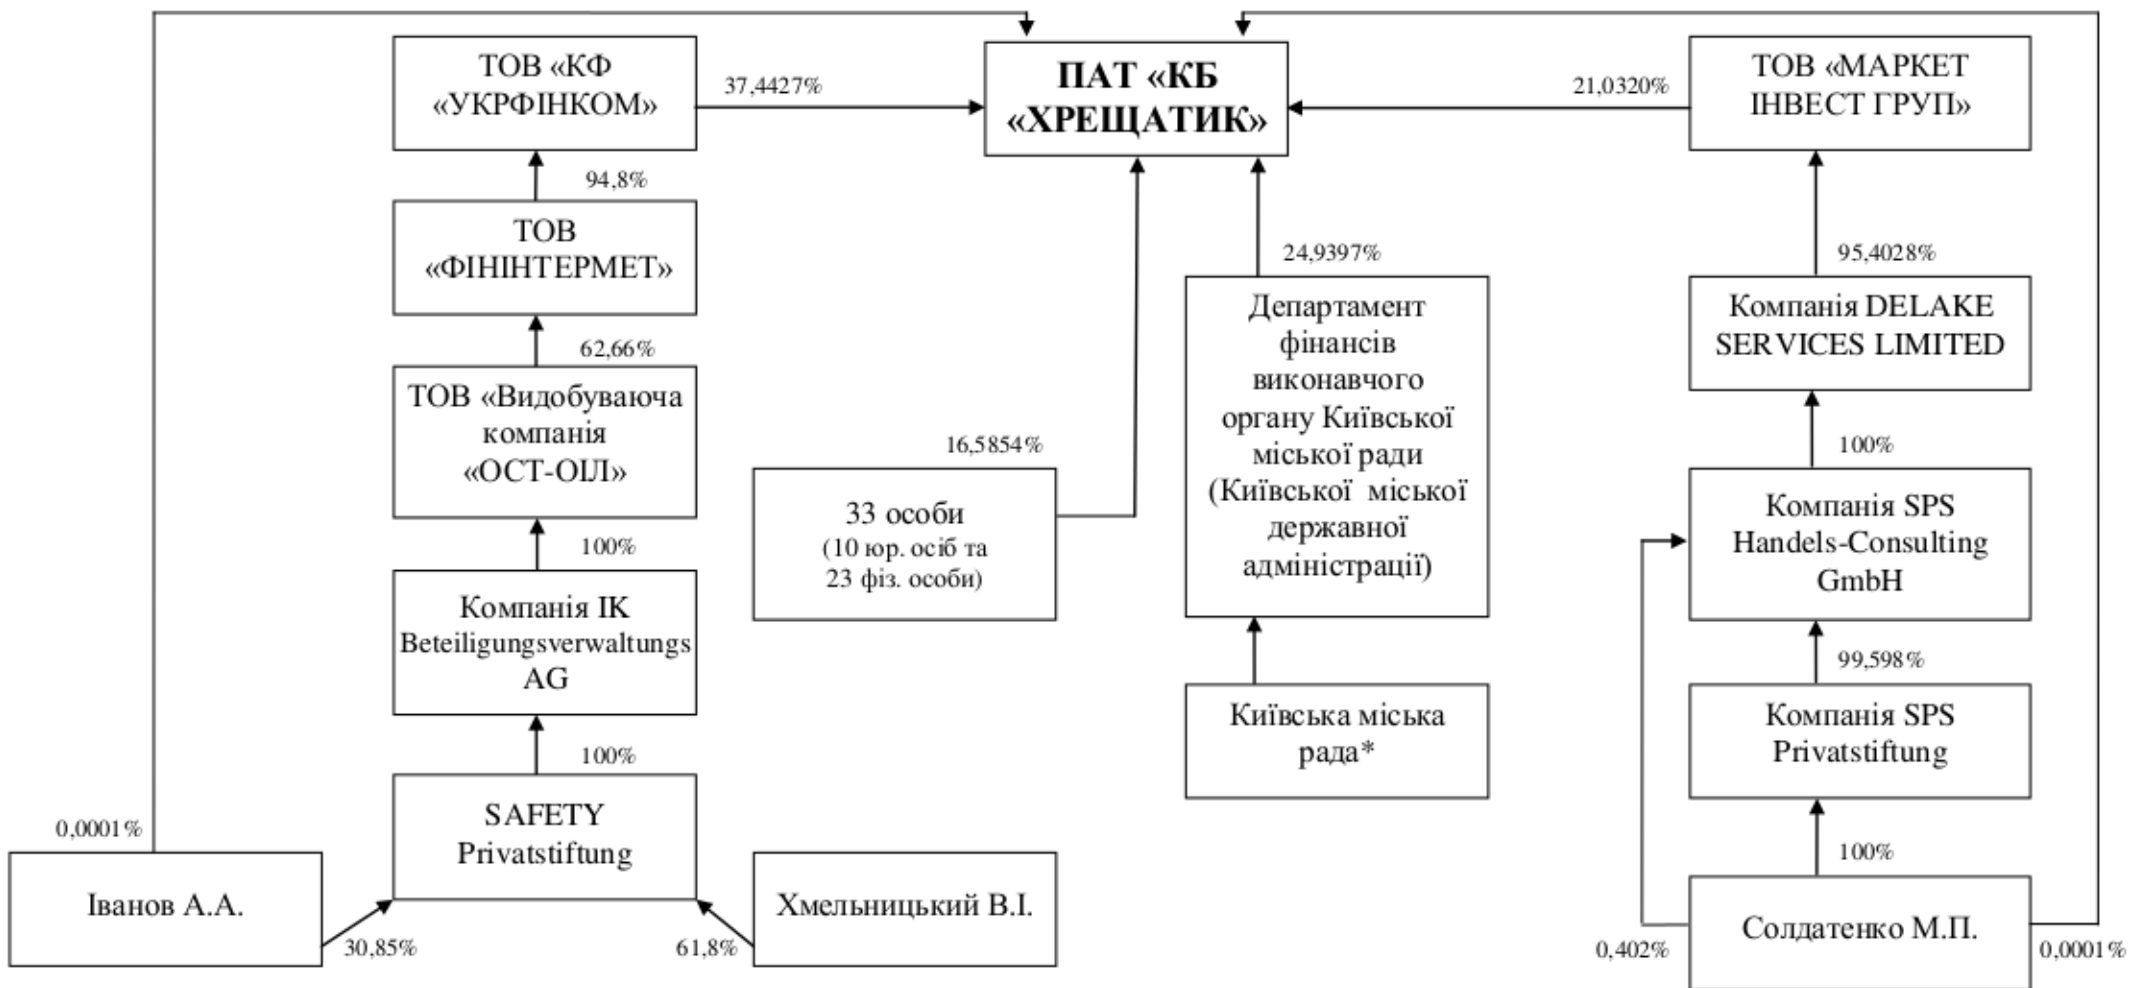 ТОВ «КФ
«УКРФІНКОМ»
37,4427%
ПАТ «КБ
«ХРЕЩАТИК»
21,0320%
ТОВ «МАРКЕТ
ІНВЕСТ ГРУП»
94,8%
ТОВ
«ФІНІНТЕРМЕТ»
24,9397%
95,4028%
62,66%
ТОВ «Видобуваюча
компанія
«ОСТ-ОІЛ»
Департамент
фінансів
виконавчого
органу Київської
міської ради
(Київської міської
державної
адміністрації)
Компанія DELAKE
SERVICES LIMITED
16,5854%
100%
33 особи
(10 юр. осіб та
23 фіз. особи)
Компанія SPS
Handels-Consulting
GmbH
100%
Компанія IK
Beteiligungsverwaltungs
AG
99,598%
Київська міська
рада*
Компанія SPS
Privatstiftung
100%
SAFETY
Privatstiftung
0,0001%
100%
Іванов А.А.
30,85%
61,8%
Хмельницький В.І.
Солдатенко М.П.
0,402%
0,0001%